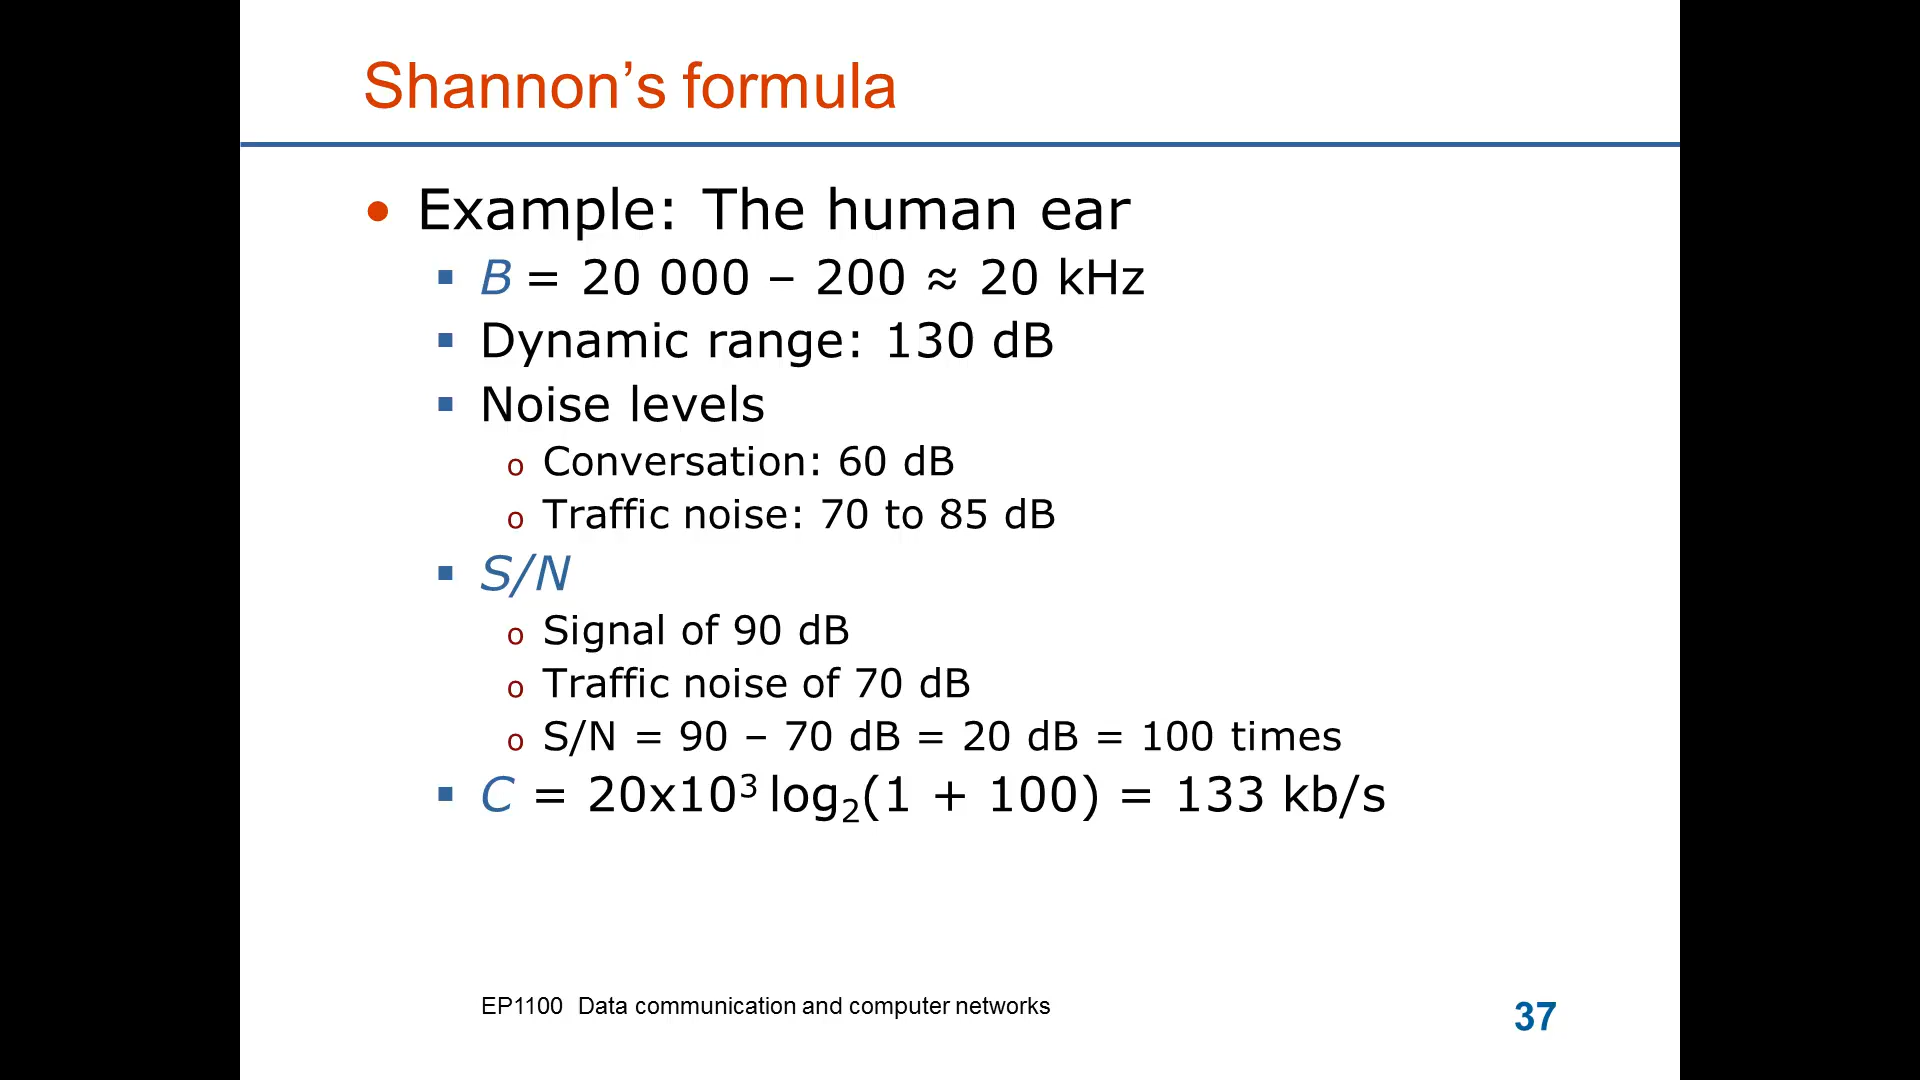 Shannon’s formula
• Example: The human ear
▪ B = 20 000 – 200 ≈ 20 kHz
▪ Dynamic range: 130 dB
▪ Noise levels
o Conversation: 60 dB
o Traffic noise: 70 to 85 dB
▪ S/N
o Signal of 90 dB
o Traffic noise of 70 dB
o S/N = 90 – 70 dB = 20 dB = 100 times
▪ C = 20x10³ log₂(1 + 100) = 133 kb/s
EP1100 Data communication and computer networks
37